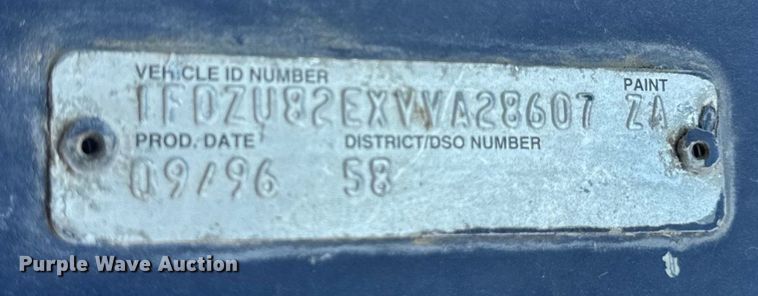 VEHICLE ID NUMBER
PAINT
1FDZU82EXVVA28607 ZA
PROD. DATE DISTRICT/DSO NUMBER
09/96 58
Purple Wave Auction